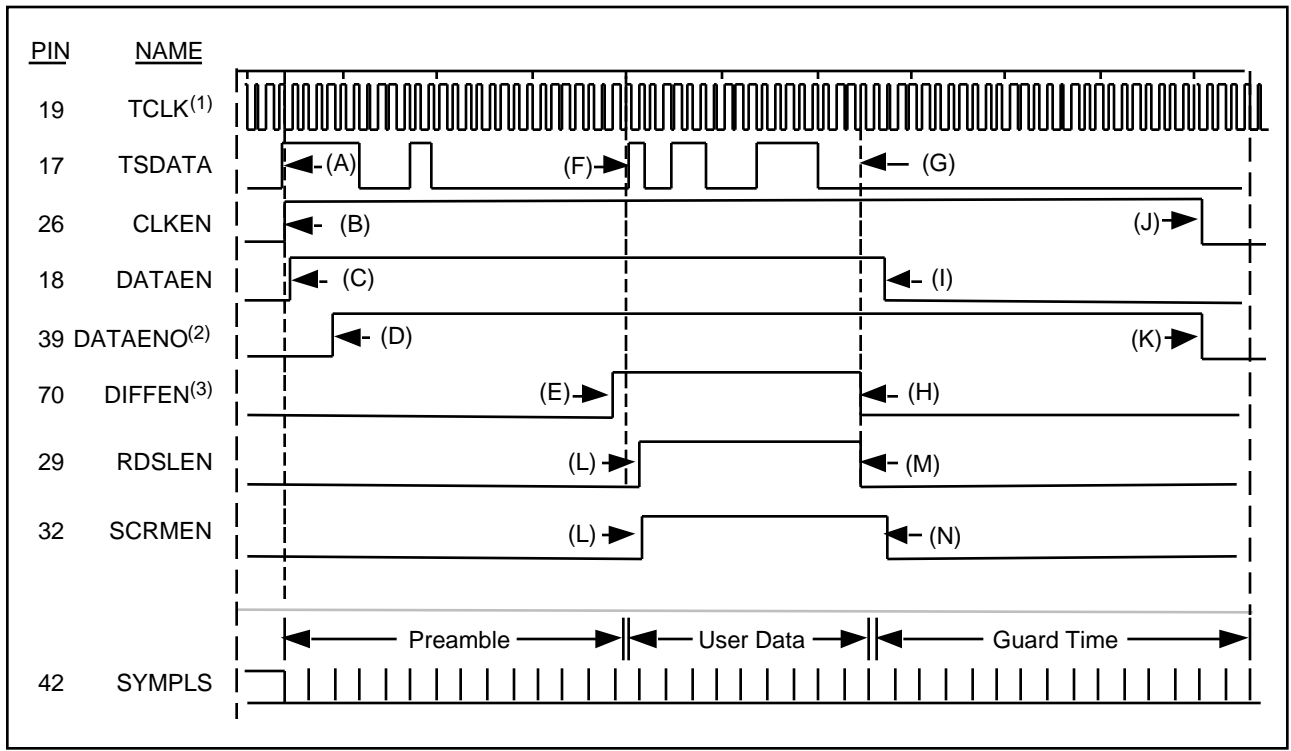 PIN NAME
19 TCLK(1)
17 TSDATA (A) (F) (G)
26 CLKEN (B) (J)
18 DATAEN (C) (I)
39 DATAENO(2) (D) (K)
70 DIFFEN(3) (E) (H)
29 RDSLEN (L) (M)
32 SCRMEN (L) (N)
Preamble User Data Guard Time
42 SYMPLS